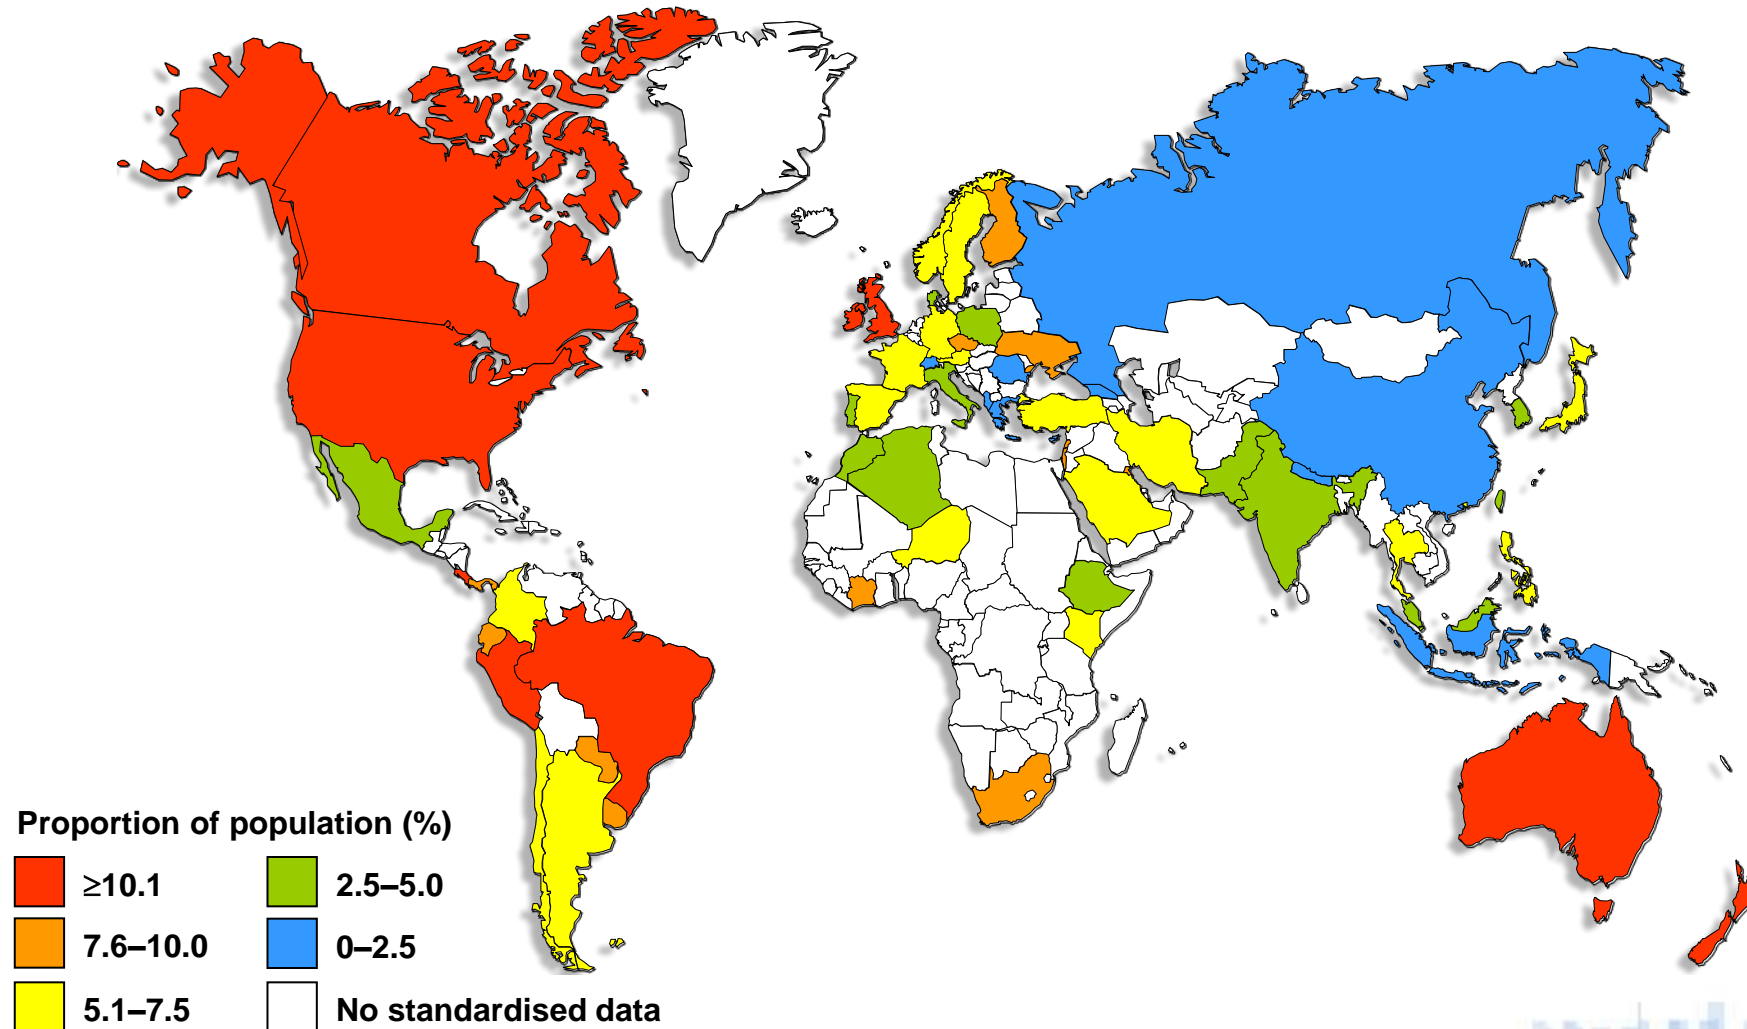 Proportion of population (%)
≥10.1
2.5–5.0
7.6–10.0
0–2.5
5.1–7.5
No standardised data